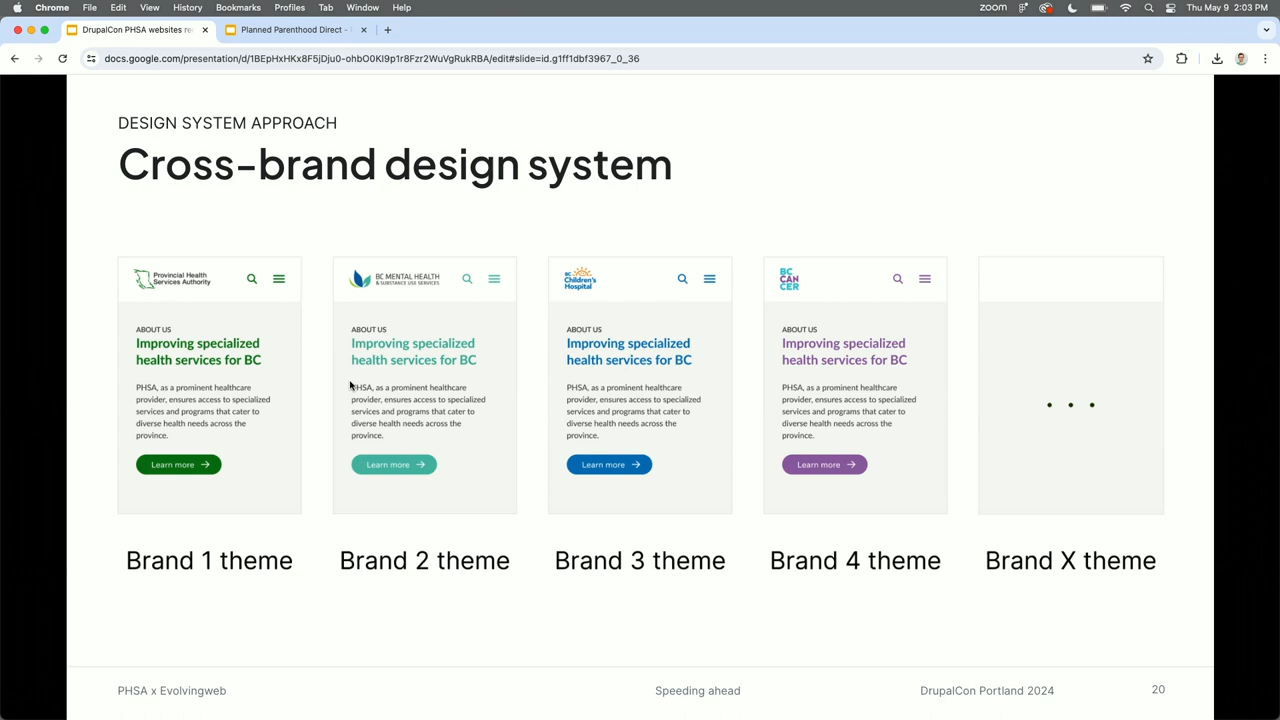 Chrome File Edit View History Bookmarks Profiles Tab Window Help
ZOOM Thu May 9 2:03 PM
DrupalCon PHSA websites re
Planned Parenthood Direct -
docs.google.com/presentation/d/1BEpHxHKx8F5jDju0-ohbO0KI9p1r8Fzr2WuVgRukRBA/edit#slide=id.g1ff1dbf3967_0_36
DESIGN SYSTEM APPROACH
Cross-brand design system
Provincial Health
Services Authority
ABOUT US
Improving specialized
health services for BC
PHSA, as a prominent healthcare
provider, ensures access to specialized
services and programs that cater to
diverse health needs across the
province.
Learn more →
Brand 1 theme
BC MENTAL HEALTH
& SUBSTANCE USE SERVICES
ABOUT US
Improving specialized
health services for BC
PHSA, as a prominent healthcare
provider, ensures access to specialized
services and programs that cater to
diverse health needs across the
province.
Learn more →
Brand 2 theme
BC
Children's
Hospital
ABOUT US
Improving specialized
health services for BC
PHSA, as a prominent healthcare
provider, ensures access to specialized
services and programs that cater to
diverse health needs across the
province.
Learn more →
Brand 3 theme
BC
CAN
CER
ABOUT US
Improving specialized
health services for BC
PHSA, as a prominent healthcare
provider, ensures access to specialized
services and programs that cater to
diverse health needs across the
province.
Learn more →
Brand 4 theme
• • •
Brand X theme
PHSA x Evolvingweb
Speeding ahead
DrupalCon Portland 2024
20